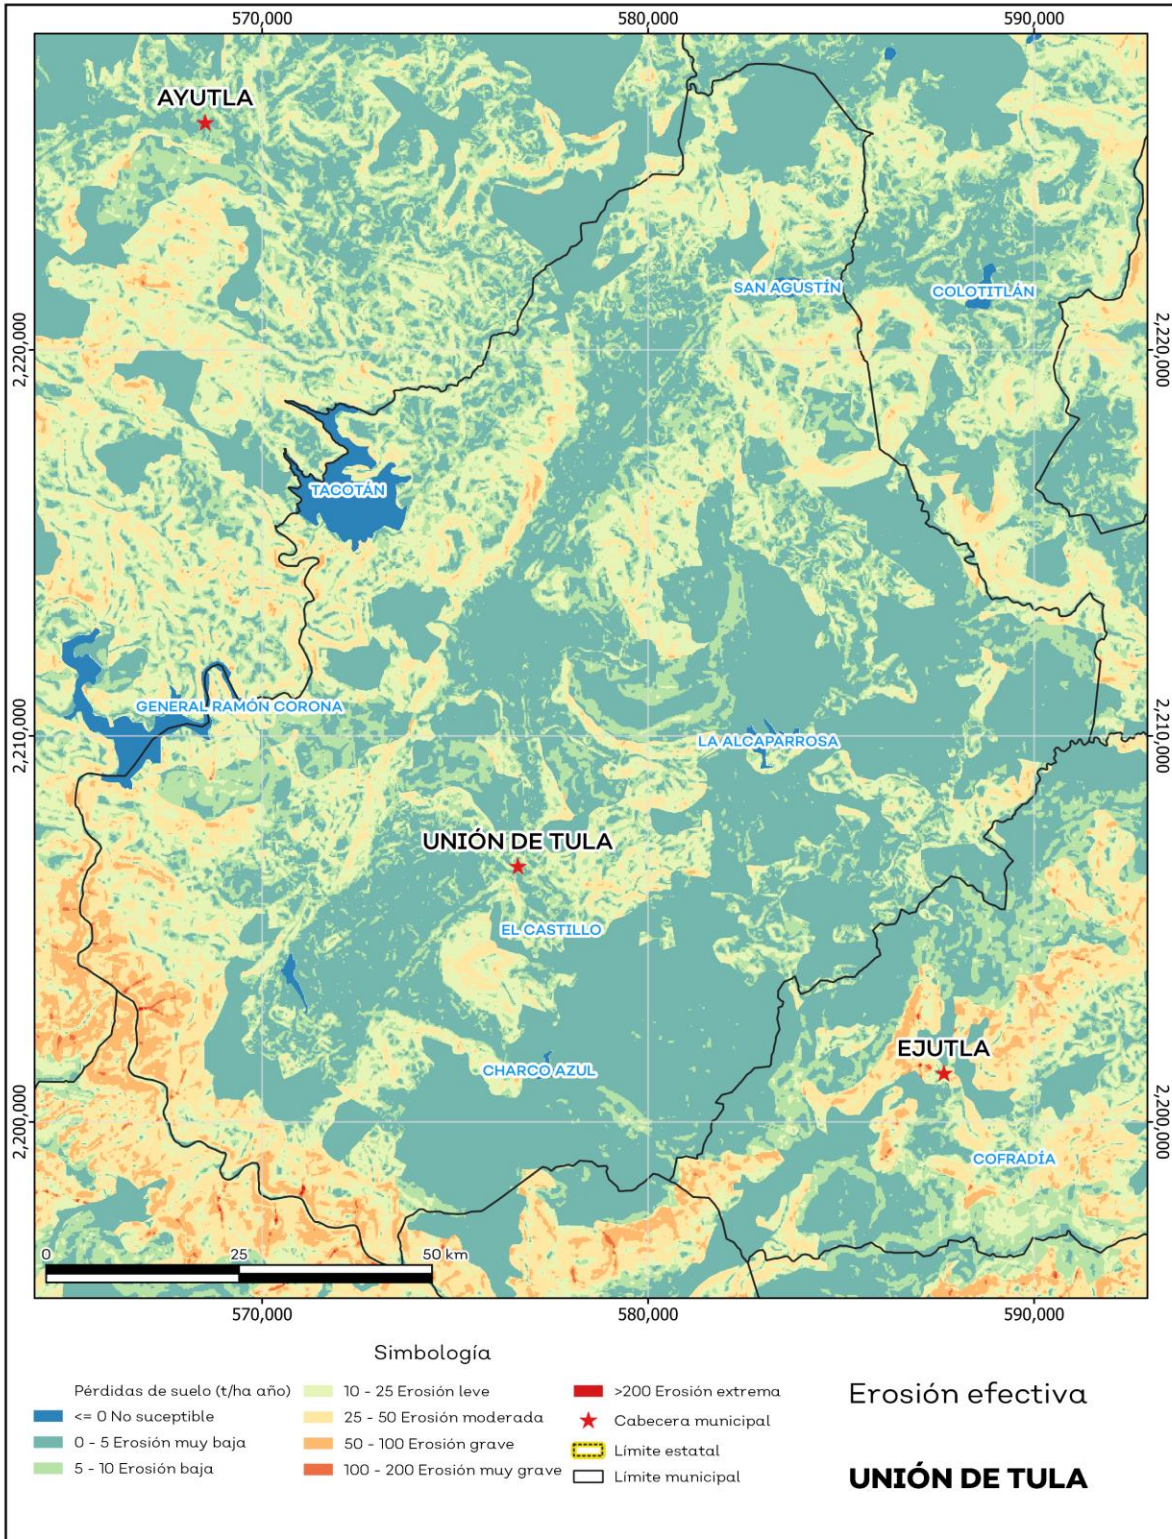 570,000
580,000
590,000
AYUTLA
SAN AGUSTÍN
COLOTITLÁN
2,220,000
2,220,000
TACOTÁN
GENERAL RAMÓN CORONA
2,210,000
LA ALCAPARROSA
2,210,000
UNIÓN DE TULA
EL CASTILLO
EJUTLA
CHARCO AZUL
2,200,000
2,200,000
COFRADÍA
0
25
50 km
570,000
580,000
590,000
Simbología
Pérdidas de suelo (t/ha año)
<= 0 No suceptible
0 - 5 Erosión muy baja
5 - 10 Erosión baja
10 - 25 Erosión leve
25 - 50 Erosión moderada
50 - 100 Erosión grave
100 - 200 Erosión muy grave
>200 Erosión extrema
Cabecera municipal
Límite estatal
Límite municipal
Erosión efectiva
UNIÓN DE TULA